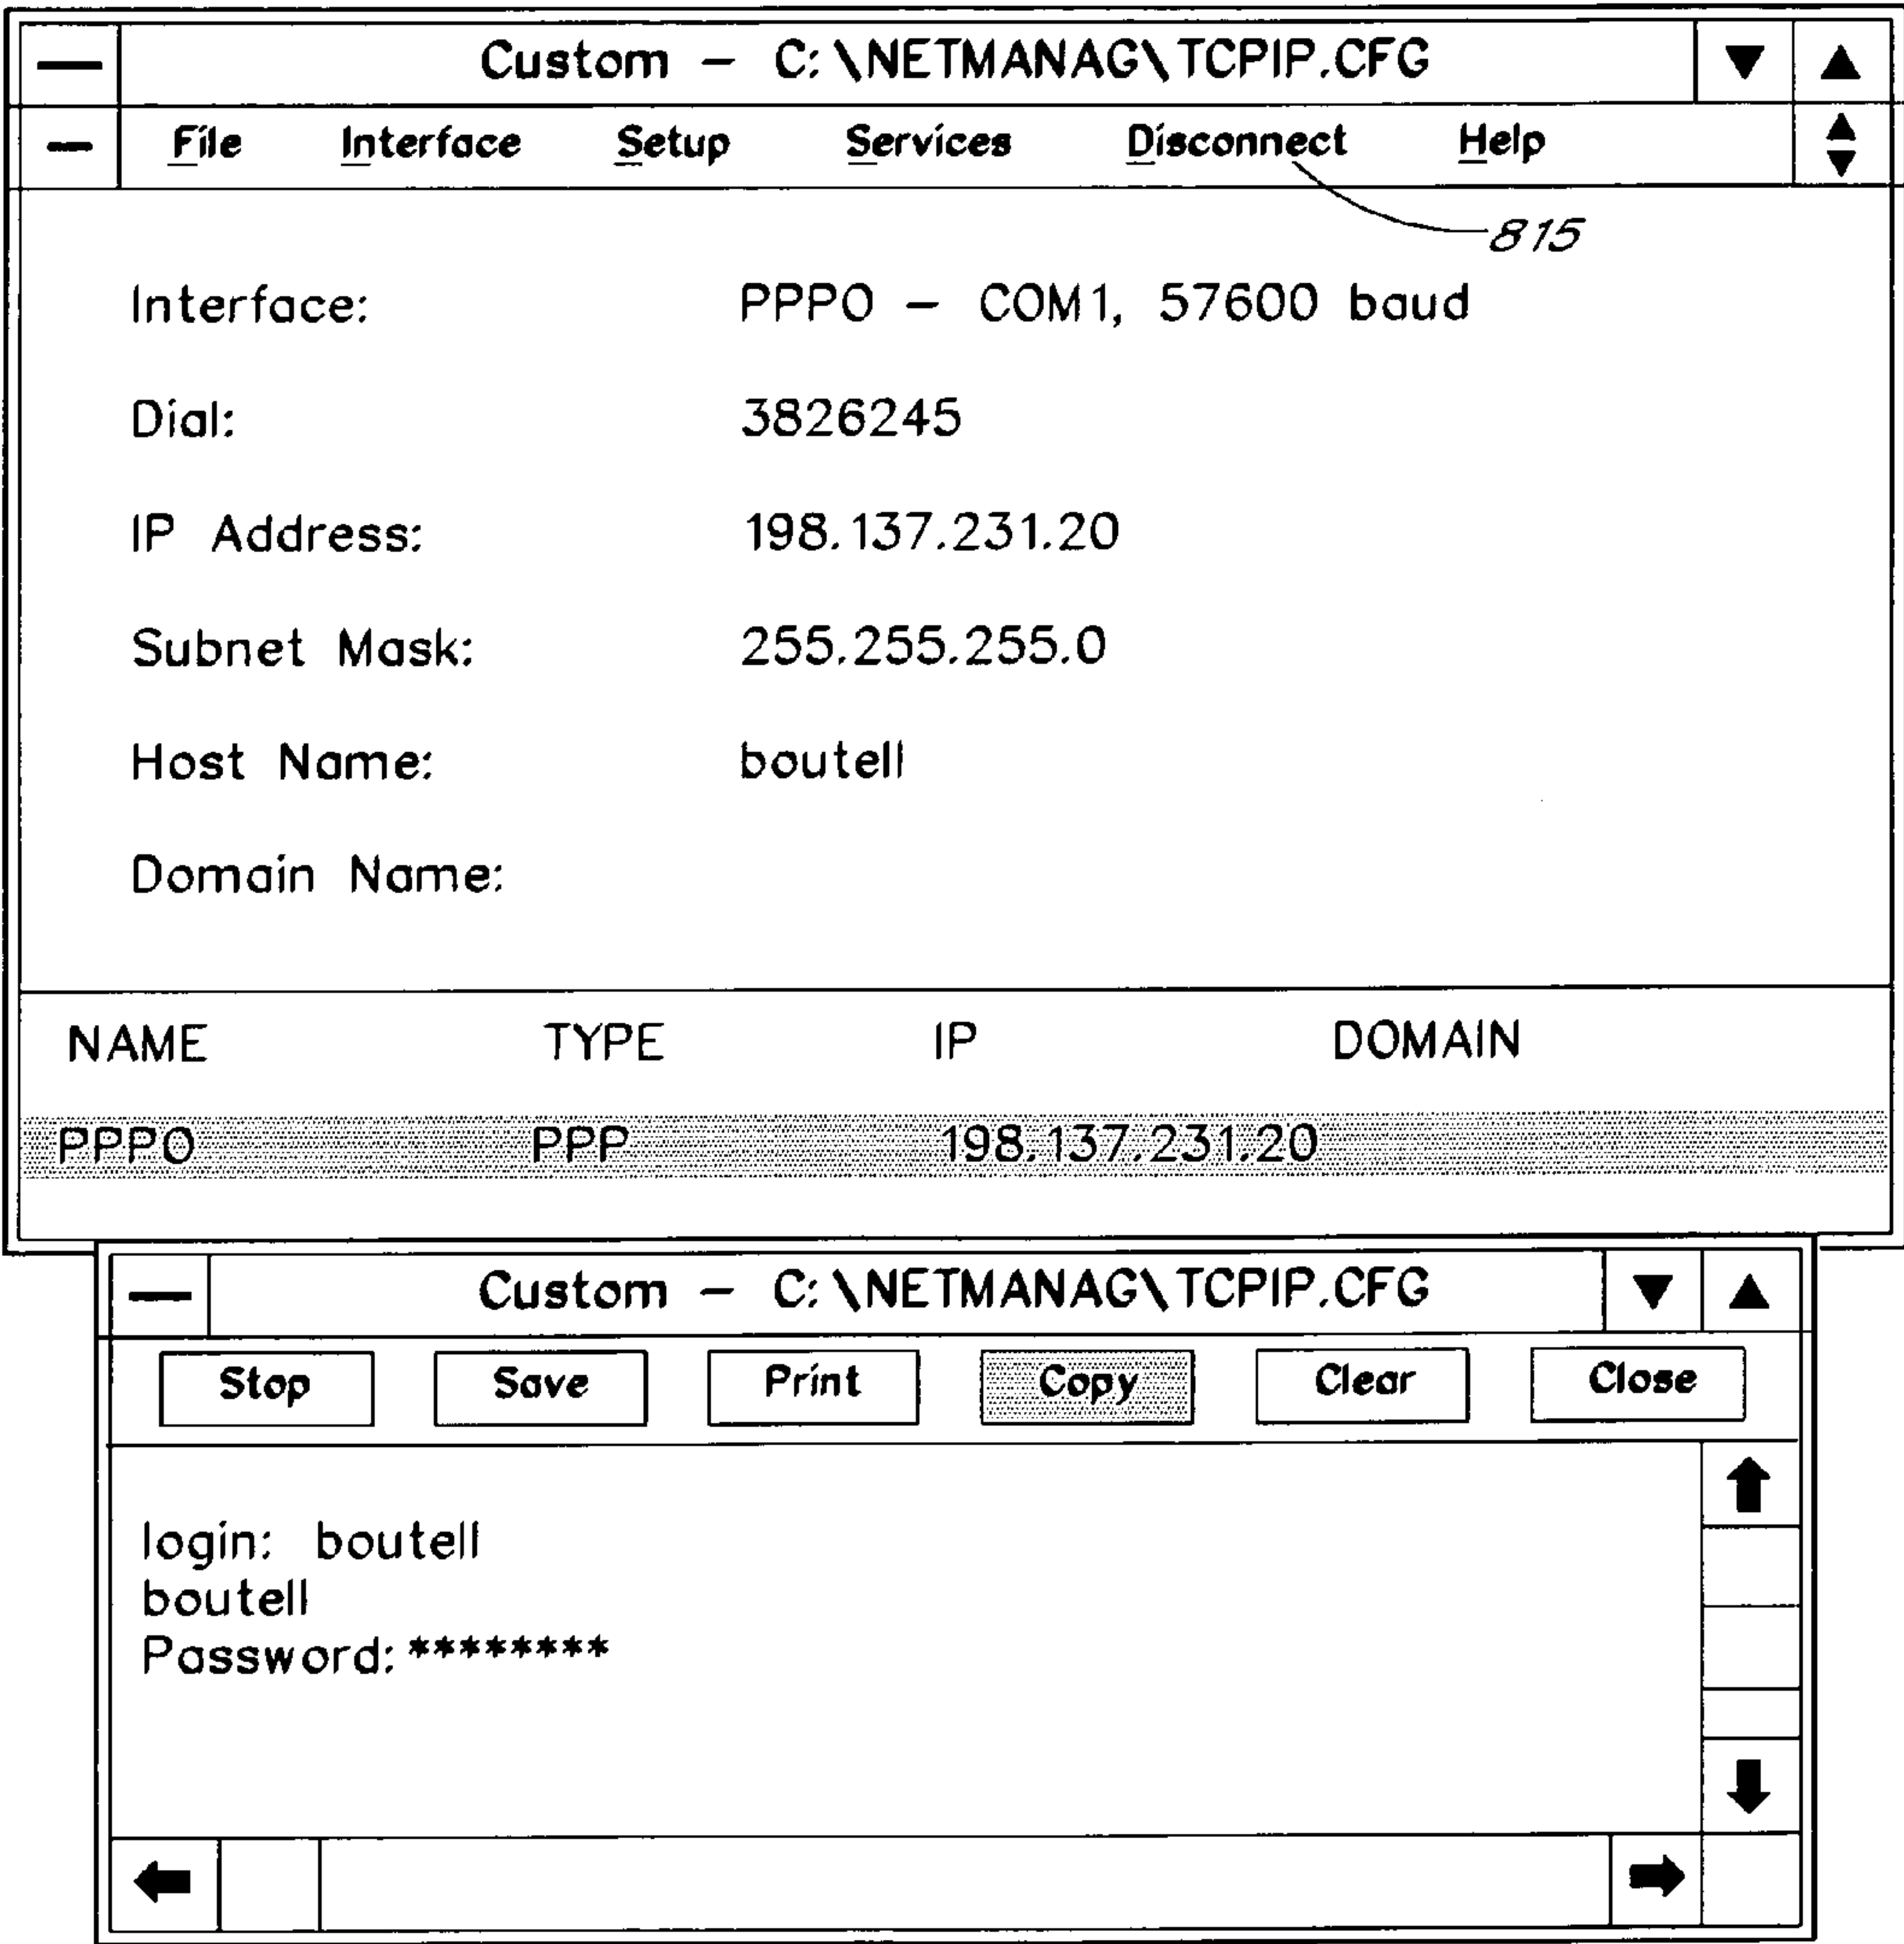 Custom – C:\NETMANAG\TCPIP.CFG
File Interface Setup Services Disconnect Help
815
Interface: PPPO – COM1, 57600 baud
Dial: 3826245
IP Address: 198.137.231.20
Subnet Mask: 255.255.255.0
Host Name: boutell
Domain Name:
NAME TYPE IP DOMAIN
PPPO PPP 198.137.231.20
Custom – C:\NETMANAG\TCPIP.CFG
Stop Save Print Copy Clear Close
login: boutell
boutell
Password: ********